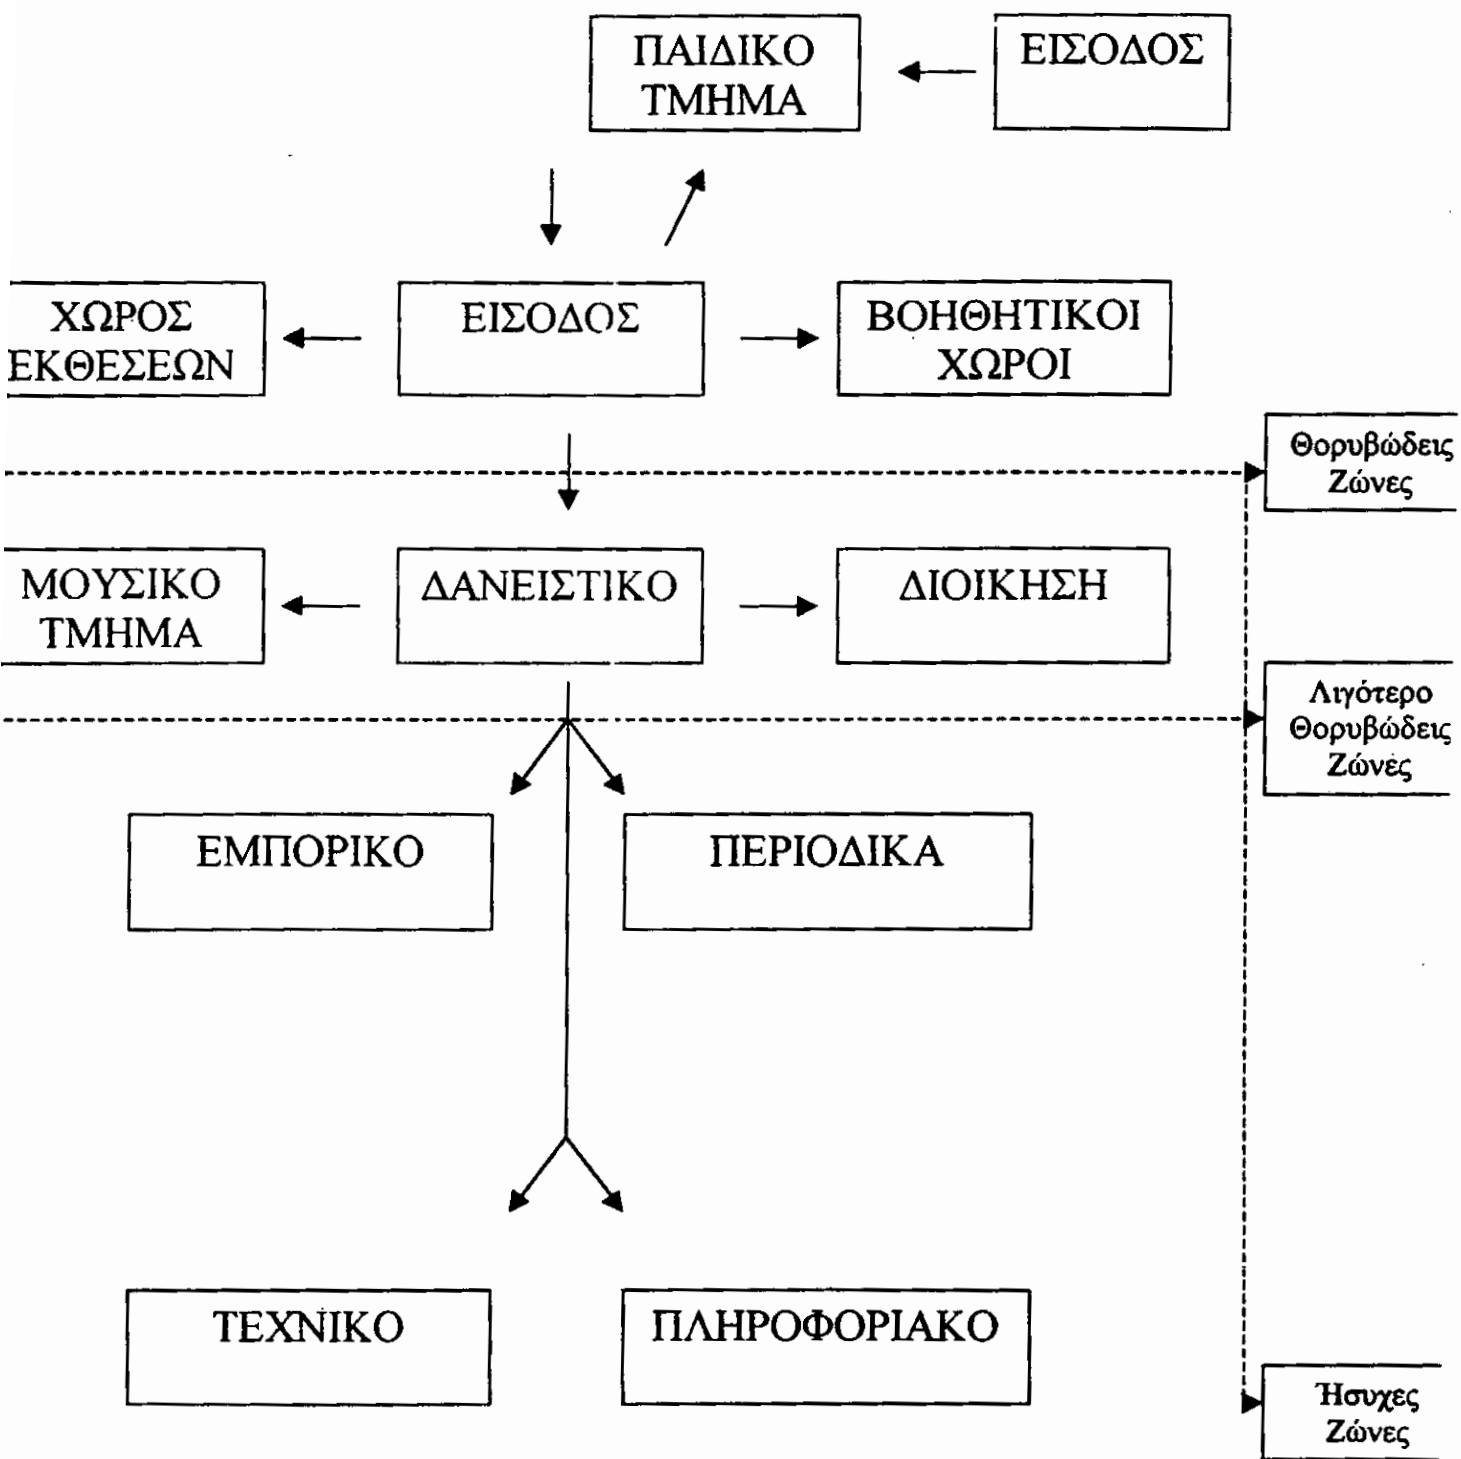 ΠΑΙΔΙΚΟ
ΤΜΗΜΑ
ΕΙΣΟΔΟΣ
ΧΩΡΟΣ
ΕΚΘΕΣΕΩΝ
ΕΙΣΟΔΟΣ
ΒΟΗΘΗΤΙΚΟΙ
ΧΩΡΟΙ
Θορυβώδεις
Ζώνες
ΜΟΥΣΙΚΟ
ΤΜΗΜΑ
ΔΑΝΕΙΣΤΙΚΟ
ΔΙΟΙΚΗΣΗ
Λιγότερο
Θορυβώδεις
Ζώνες
ΕΜΠΟΡΙΚΟ
ΠΕΡΙΟΔΙΚΑ
ΤΕΧΝΙΚΟ
ΠΛΗΡΟΦΟΡΙΑΚΟ
Ήσυχες
Ζώνες